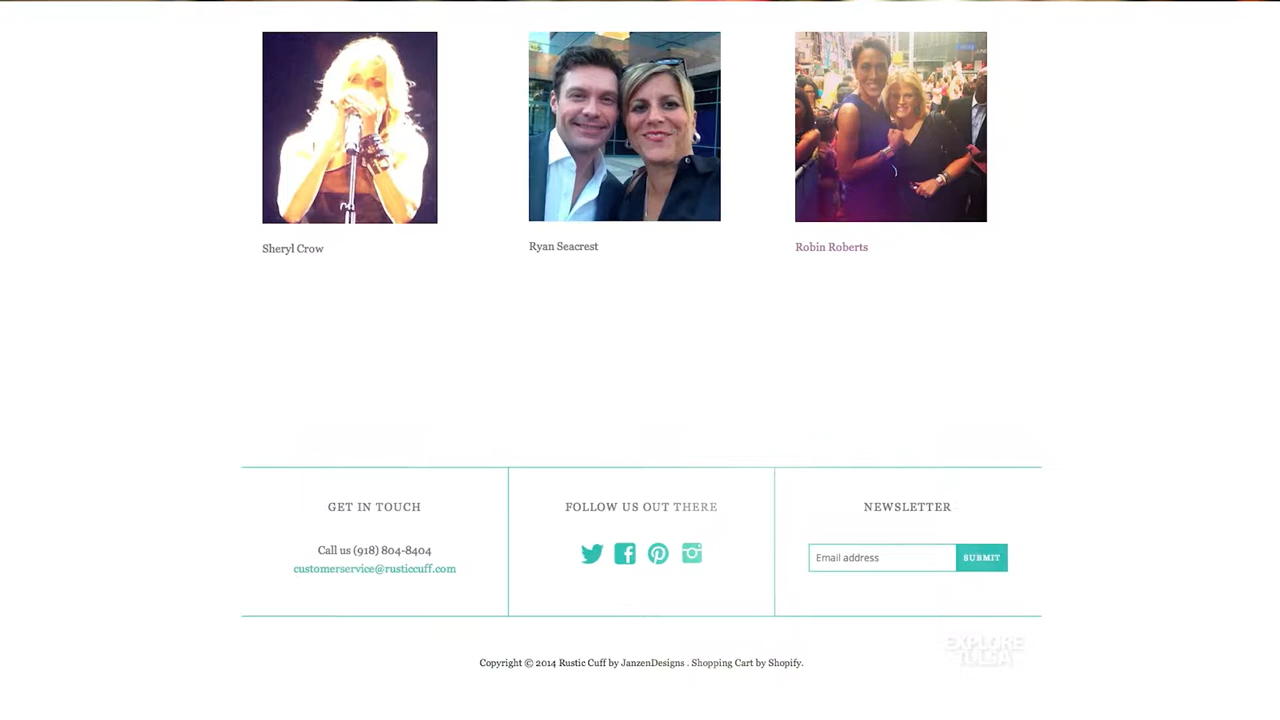 Sheryl Crow
Ryan Seacrest
Robin Roberts
GET IN TOUCH
Call us (918) 804-8404
customerservice@rusticcuff.com
FOLLOW US OUT THERE
NEWSLETTER
Email address
SUBMIT
EXPLORE
TULSA
Copyright © 2014 Rustic Cuff by JanzenDesigns . Shopping Cart by Shopify.